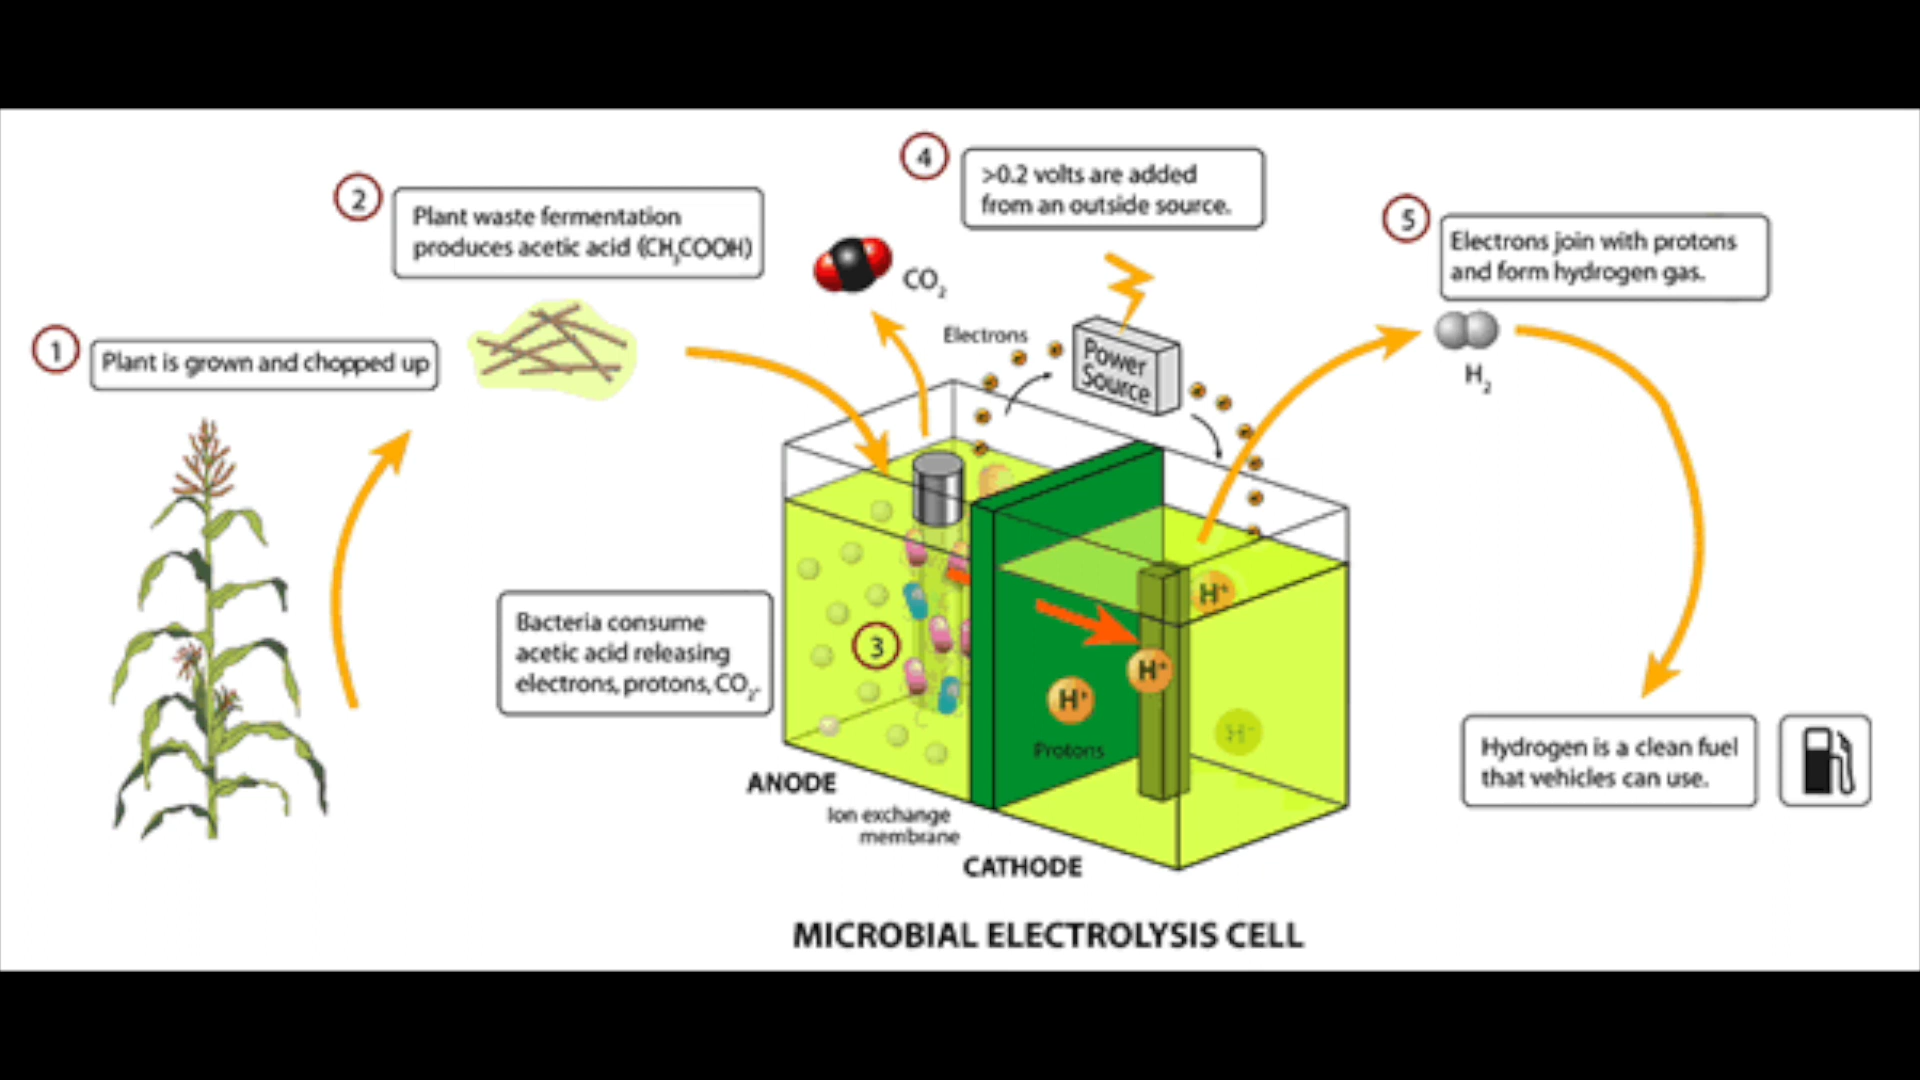 1
Plant is grown and chopped up
2
Plant waste fermentation
produces acetic acid (CH₃COOH)
3
Bacteria consume
acetic acid releasing
electrons, protons, CO₂.
CO₂
4
>0.2 volts are added
from an outside source.
Electrons
Power
Source
H⁺
H⁺
H⁺
H⁺
Protons
ANODE
Ion exchange
membrane
CATHODE
5
Electrons join with protons
and form hydrogen gas.
H₂
Hydrogen is a clean fuel
that vehicles can use.
MICROBIAL ELECTROLYSIS CELL